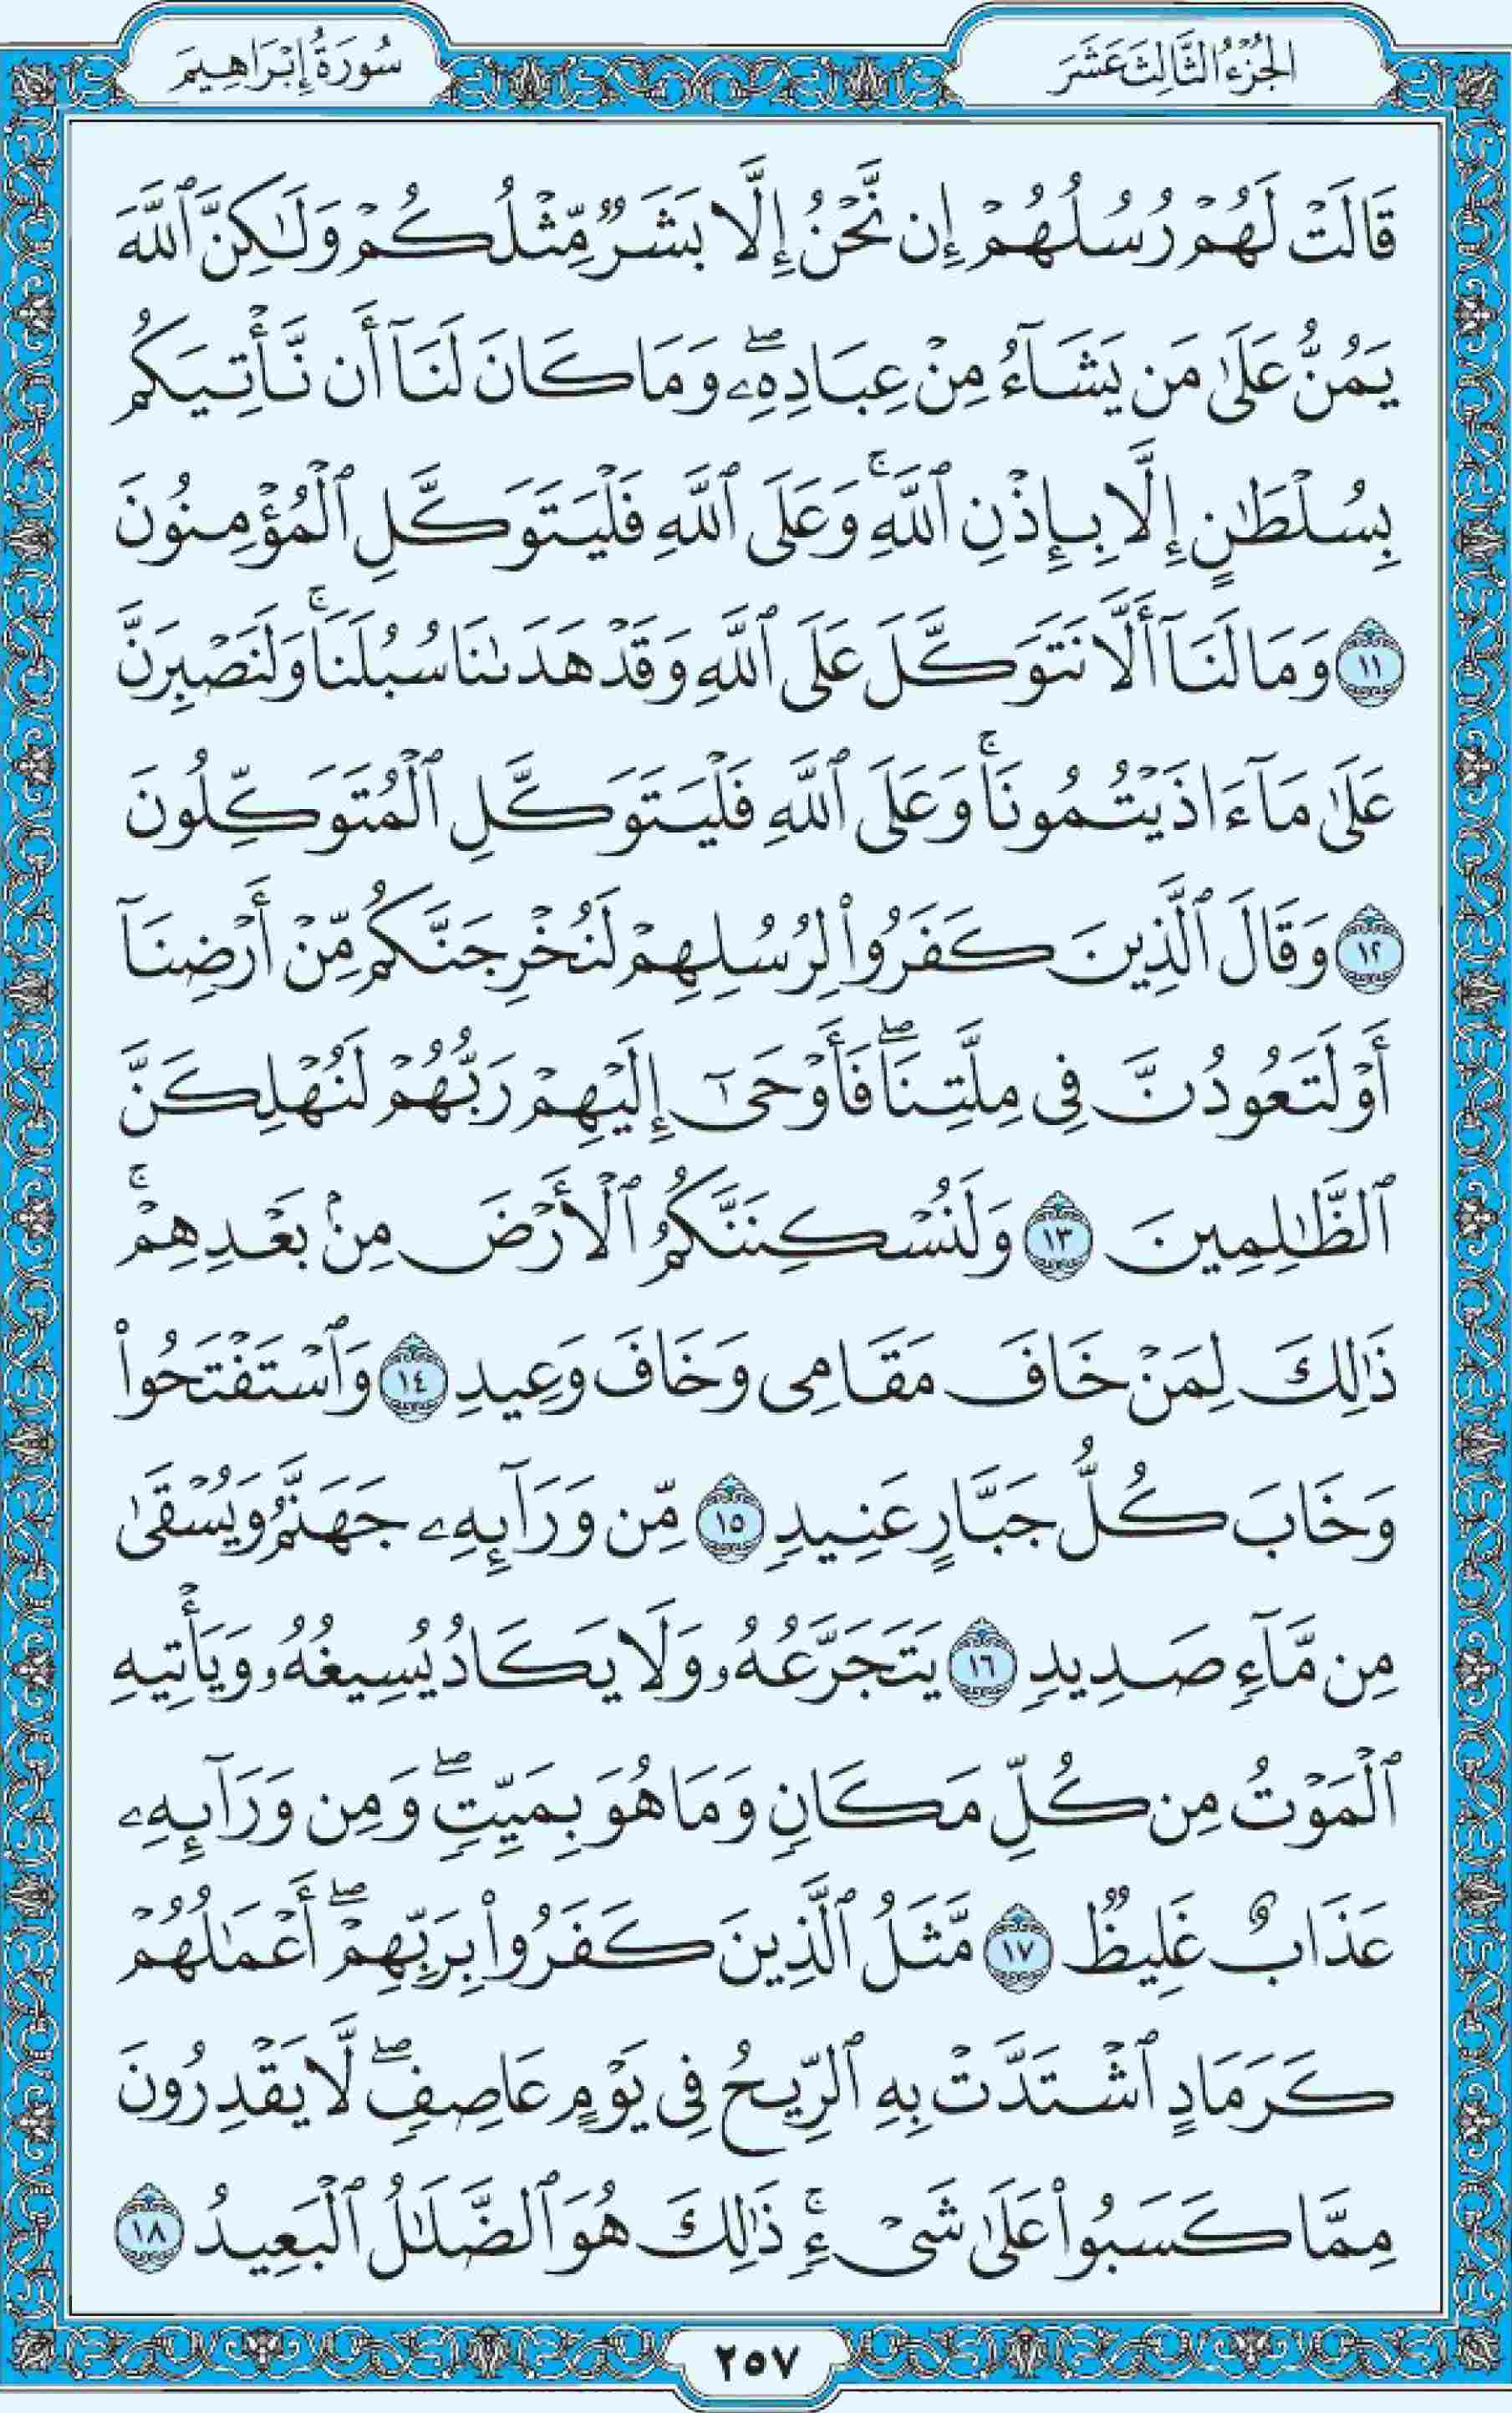 الجُزْءُ الثَّالِثَ عَشَرَ
سُورَةُ إِبْرَاهِيمَ
قَالَتۡ لَهُمۡ رُسُلُهُمۡ إِن نَّحۡنُ إِلَّا بَشَرٞ مِّثۡلُكُمۡ وَلَٰكِنَّ ٱللَّهَ
يَمُنُّ عَلَىٰ مَن يَشَآءُ مِنۡ عِبَادِهِۦۖ وَمَا كَانَ لَنَآ أَن نَّأۡتِيَكُم
بِسُلۡطَٰنٍ إِلَّا بِإِذۡنِ ٱللَّهِۚ وَعَلَى ٱللَّهِ فَلۡيَتَوَكَّلِ ٱلۡمُؤۡمِنُونَ
١١ وَمَا لَنَآ أَلَّا نَتَوَكَّلَ عَلَى ٱللَّهِ وَقَدۡ هَدَىٰنَا سُبُلَنَاۚ وَلَنَصۡبِرَنَّ
عَلَىٰ مَآ ءَاذَيۡتُمُونَاۚ وَعَلَى ٱللَّهِ فَلۡيَتَوَكَّلِ ٱلۡمُتَوَكِّلُونَ
١٢ وَقَالَ ٱلَّذِينَ كَفَرُواْ لِرُسُلِهِمۡ لَنُخۡرِجَنَّكُم مِّنۡ أَرۡضِنَآ
أَوۡ لَتَعُودُنَّ فِي مِلَّتِنَاۖ فَأَوۡحَىٰٓ إِلَيۡهِمۡ رَبُّهُمۡ لَنُهۡلِكَنَّ
ٱلظَّٰلِمِينَ ١٣ وَلَنُسۡكِنَنَّكُمُ ٱلۡأَرۡضَ مِنۢ بَعۡدِهِمۡۚ
ذَٰلِكَ لِمَنۡ خَافَ مَقَامِي وَخَافَ وَعِيدِ ١٤ وَٱسۡتَفۡتَحُواْ
وَخَابَ كُلُّ جَبَّارٍ عَنِيدٖ ١٥ مِّن وَرَآئِهِۦ جَهَنَّمُ وَيُسۡقَىٰ
مِن مَّآءٖ صَدِيدٖ ١٦ يَتَجَرَّعُهُۥ وَلَا يَكَادُ يُسِيغُهُۥ وَيَأۡتِيهِ
ٱلۡمَوۡتُ مِن كُلِّ مَكَانٖ وَمَا هُوَ بِمَيِّتٖۖ وَمِن وَرَآئِهِۦ
عَذَابٌ غَلِيظٞ ١٧ مَّثَلُ ٱلَّذِينَ كَفَرُواْ بِرَبِّهِمۡۖ أَعۡمَٰلُهُمۡ
كَرَمَادٍ ٱشۡتَدَّتۡ بِهِ ٱلرِّيحُ فِي يَوۡمٍ عَاصِفٖۖ لَّا يَقۡدِرُونَ
مِمَّا كَسَبُواْ عَلَىٰ شَيۡءٖۚ ذَٰلِكَ هُوَ ٱلضَّلَٰلُ ٱلۡبَعِيدُ ١٨
٢٥٧